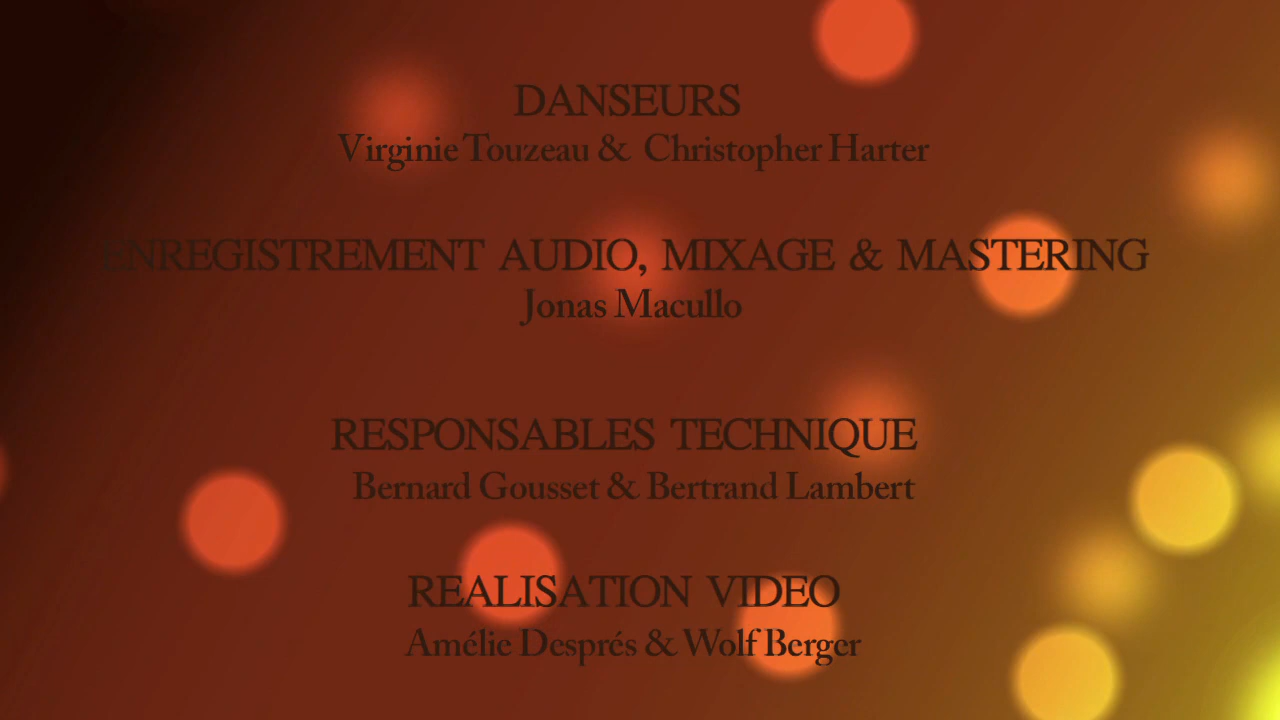 DANSEURS
Virginie Touzeau & Christopher Harter
ENREGISTREMENT AUDIO, MIXAGE & MASTERING
Jonas Macullo
RESPONSABLES TECHNIQUE
Bernard Gousset & Bertrand Lambert
REALISATION VIDEO
Amélie Després & Wolf Berger